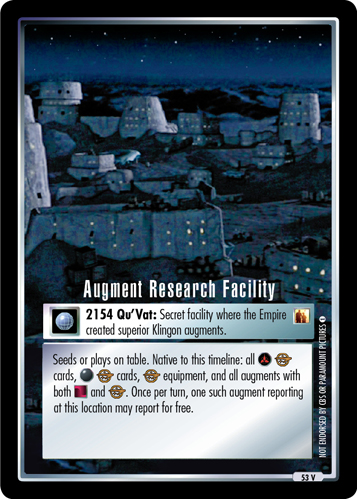 Augment Research Facility
2154 Qu'Vat: Secret facility where the Empire
created superior Klingon augments.
Seeds or plays on table. Native to this timeline: all
cards, cards, equipment, and all augments with
both and . Once per turn, one such augment reporting
at this location may report for free.
NOT ENDORSED BY CBS OR PARAMOUNT PICTURES
53 V